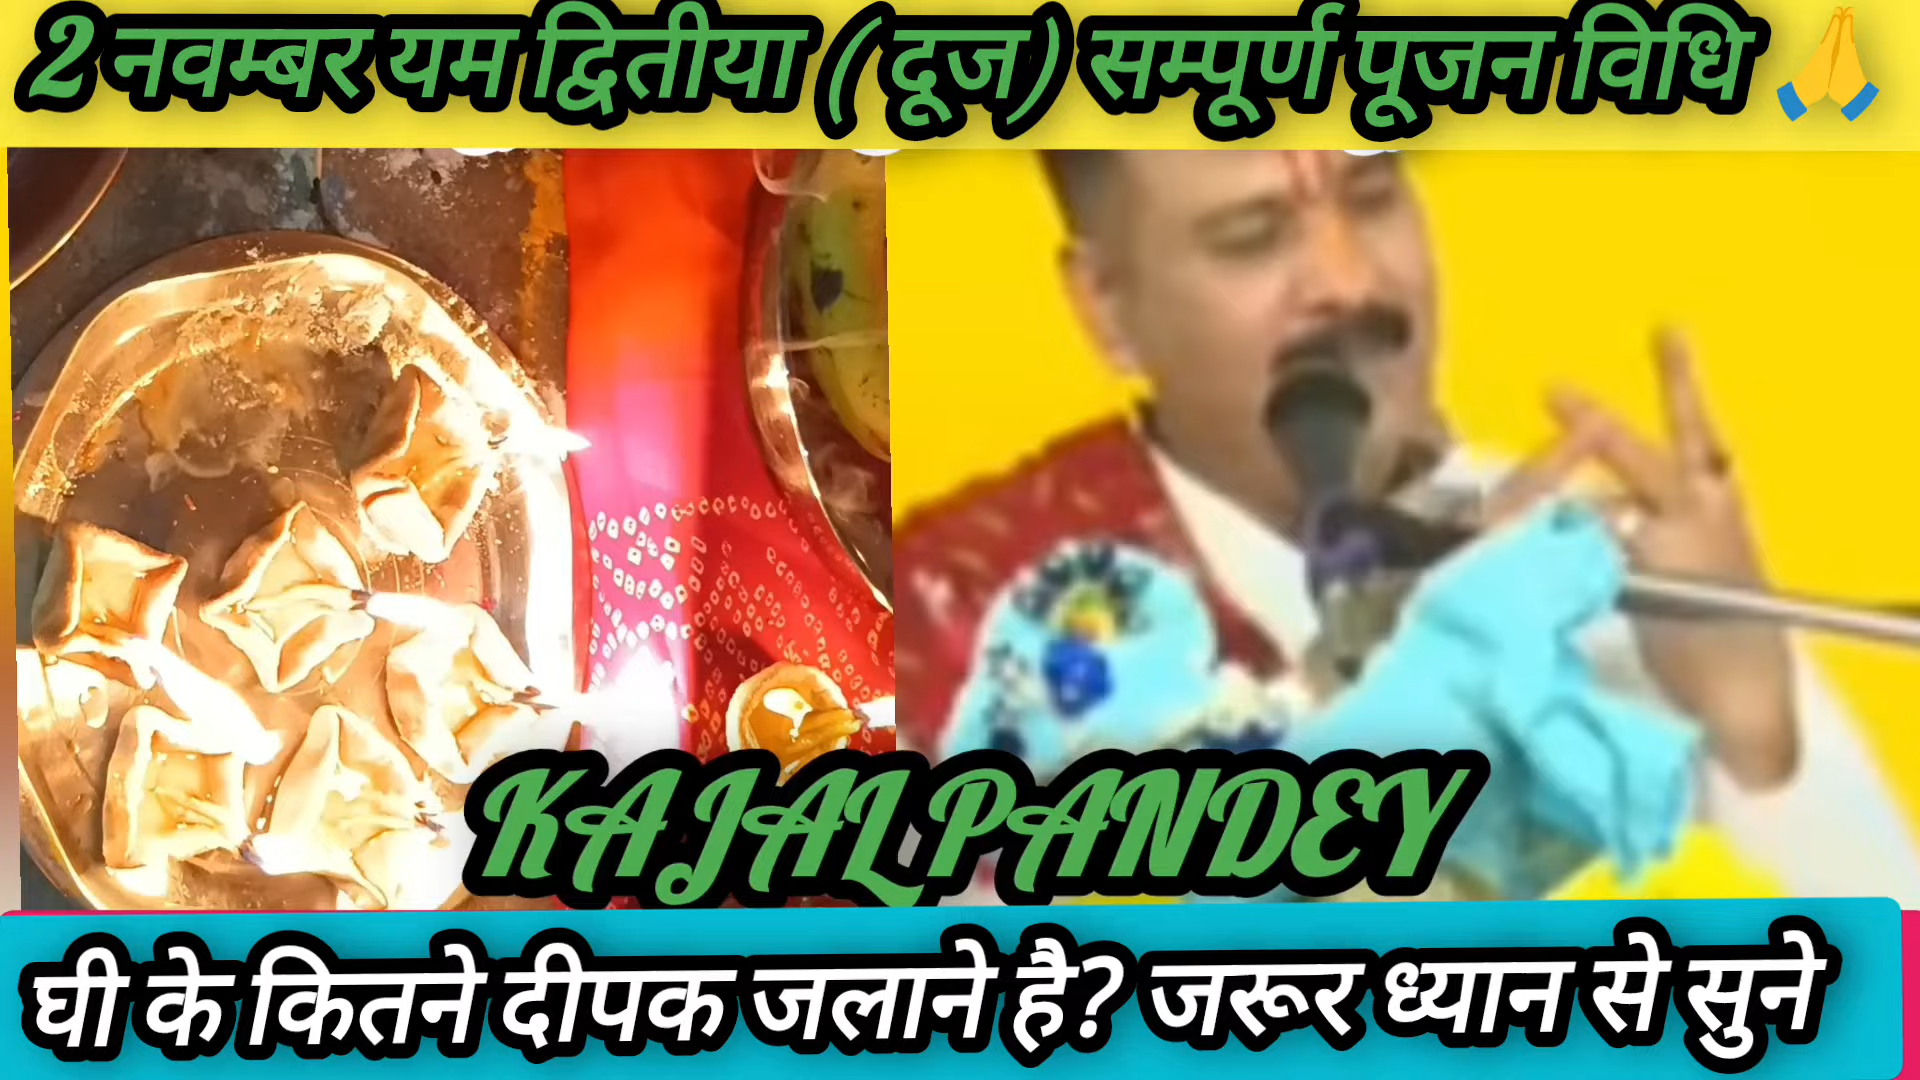 2 नवम्बर यम द्वितीया ( दूज) सम्पूर्ण पूजन विधि 🙏
KAJAL PANDEY
घी के कितने दीपक जलाने है? जरूर ध्यान से सुने